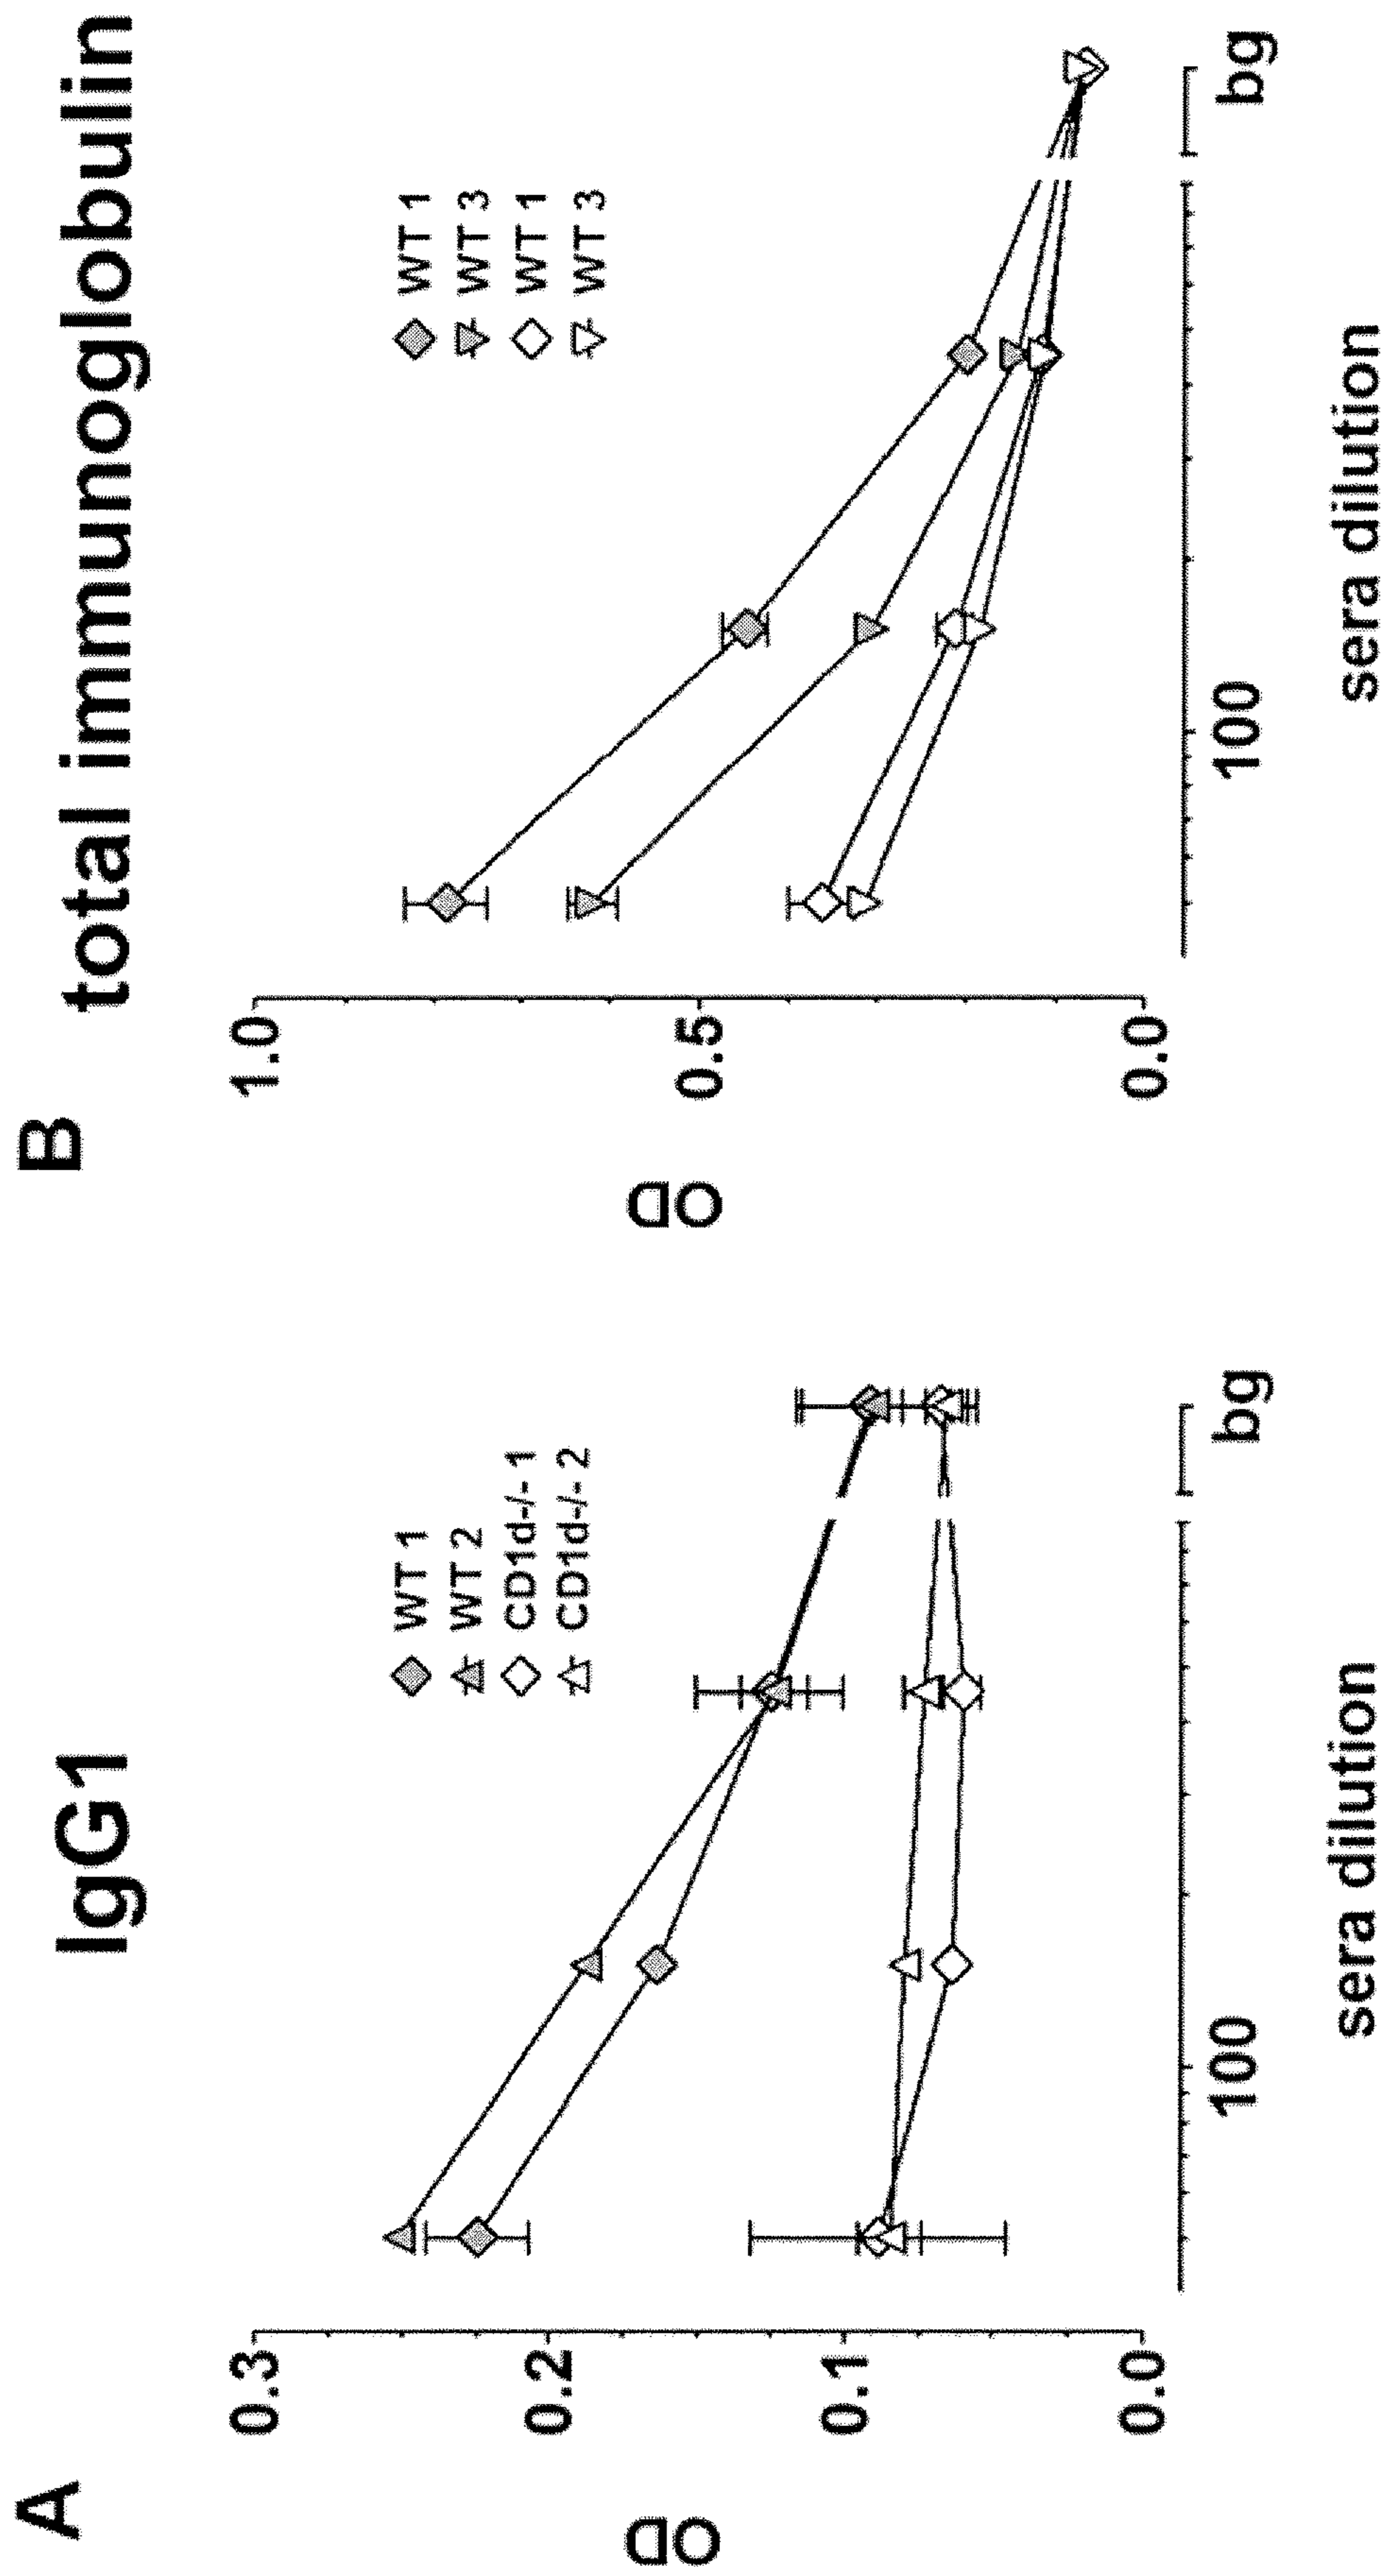 A
IgG1
0.3
0.2
0.1
0.0
OD
WT 1
WT 2
CD1d-/- 1
CD1d-/- 2
100
bg
sera dilution
B
total immunoglobulin
1.0
0.5
0.0
OD
WT 1
WT 3
WT 1
WT 3
100
bg
sera dilution